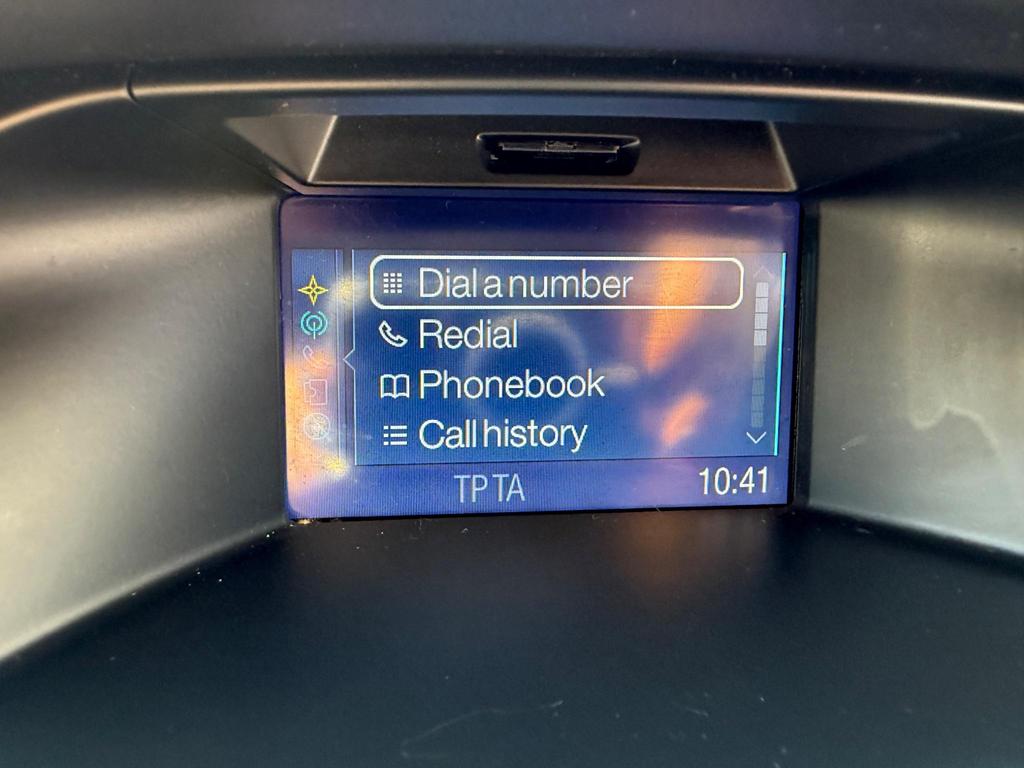 Dial a number
Redial
Phonebook
Call history
TP TA
10:41